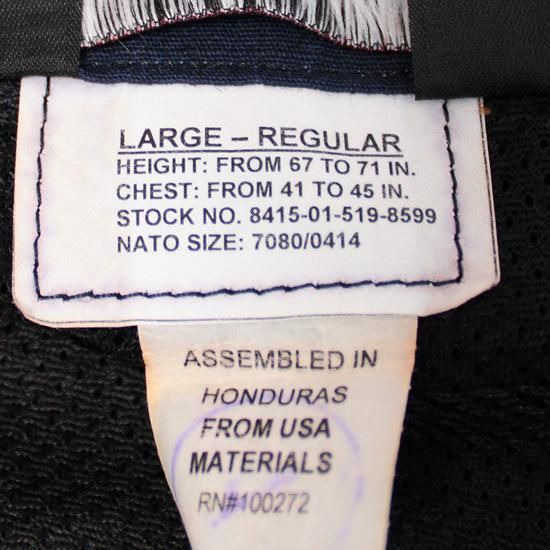 LARGE – REGULAR
HEIGHT: FROM 67 TO 71 IN.
CHEST: FROM 41 TO 45 IN.
STOCK NO. 8415-01-519-8599
NATO SIZE: 7080/0414
ASSEMBLED IN
HONDURAS
FROM USA
MATERIALS
RN#100272